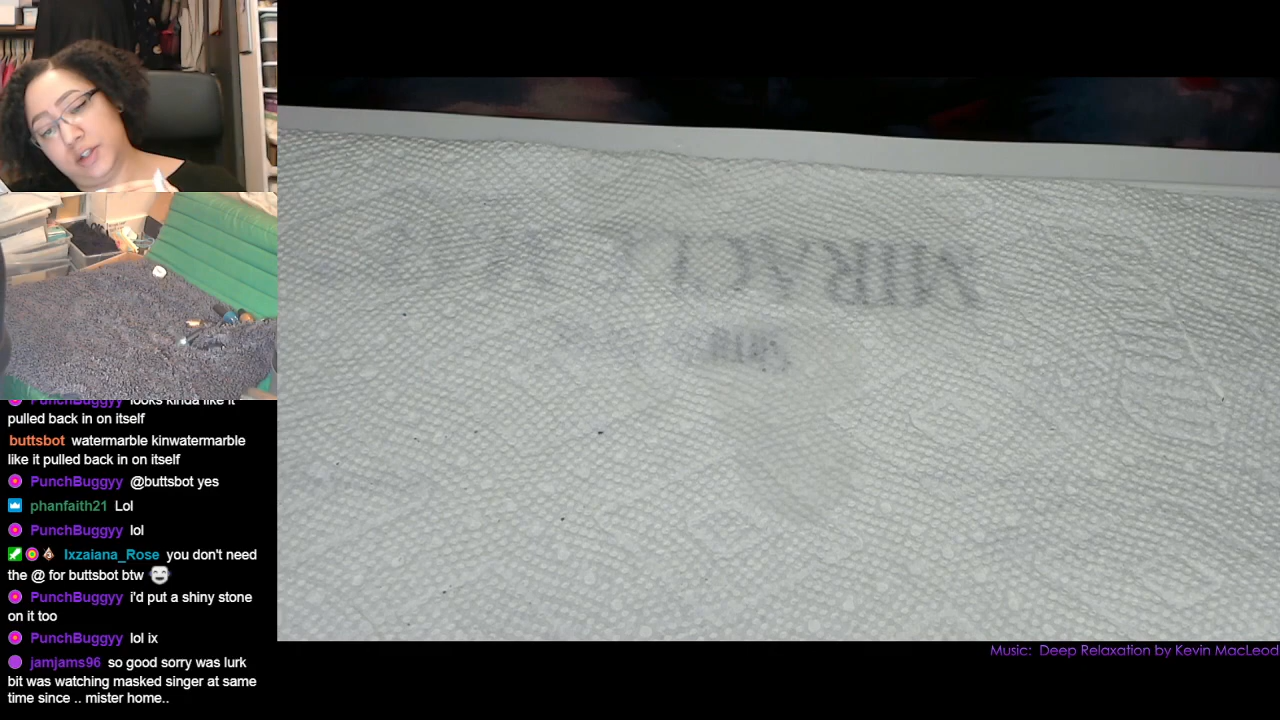 PunchBuggyy looks kinda like it
pulled back in on itself
buttsbot watermarble kinwatermarble
like it pulled back in on itself
PunchBuggyy @buttsbot yes
phanfaith21 Lol
PunchBuggyy lol
Ixzaiana_Rose you don't need
the @ for buttsbot btw
PunchBuggyy i'd put a shiny stone
on it too
PunchBuggyy lol ix
jamjams96 so good sorry was lurk
bit was watching masked singer at same
time since .. mister home..
Music: Deep Relaxation by Kevin MacLeod